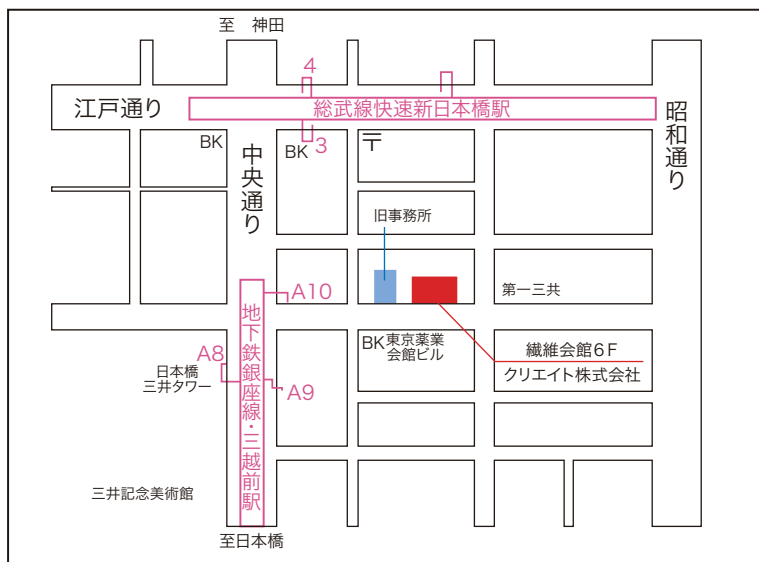 至　神田
4
江戸通り
総武線快速新日本橋駅
昭和通り
BK
中央通り
BK
3
〒
旧事務所
A10
第一三共
地下鉄銀座線・三越前駅
BK
東京薬業
会館ビル
繊維会館6F
クリエイト株式会社
A8
日本橋
三井タワー
A9
三井記念美術館
至日本橋